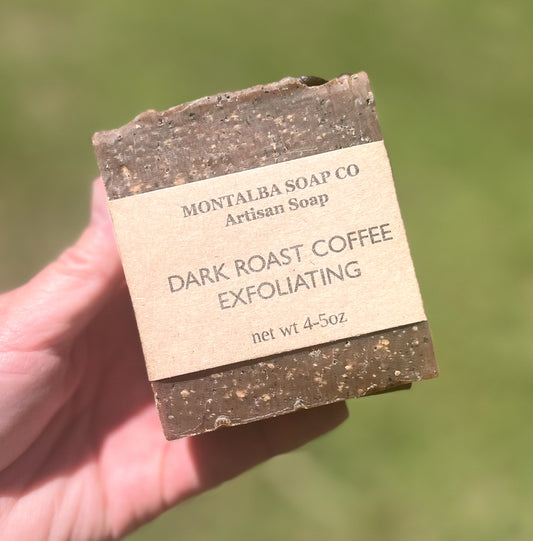 MONTALBA SOAP CO
Artisan Soap
DARK ROAST COFFEE
EXFOLIATING
net wt 4-5oz